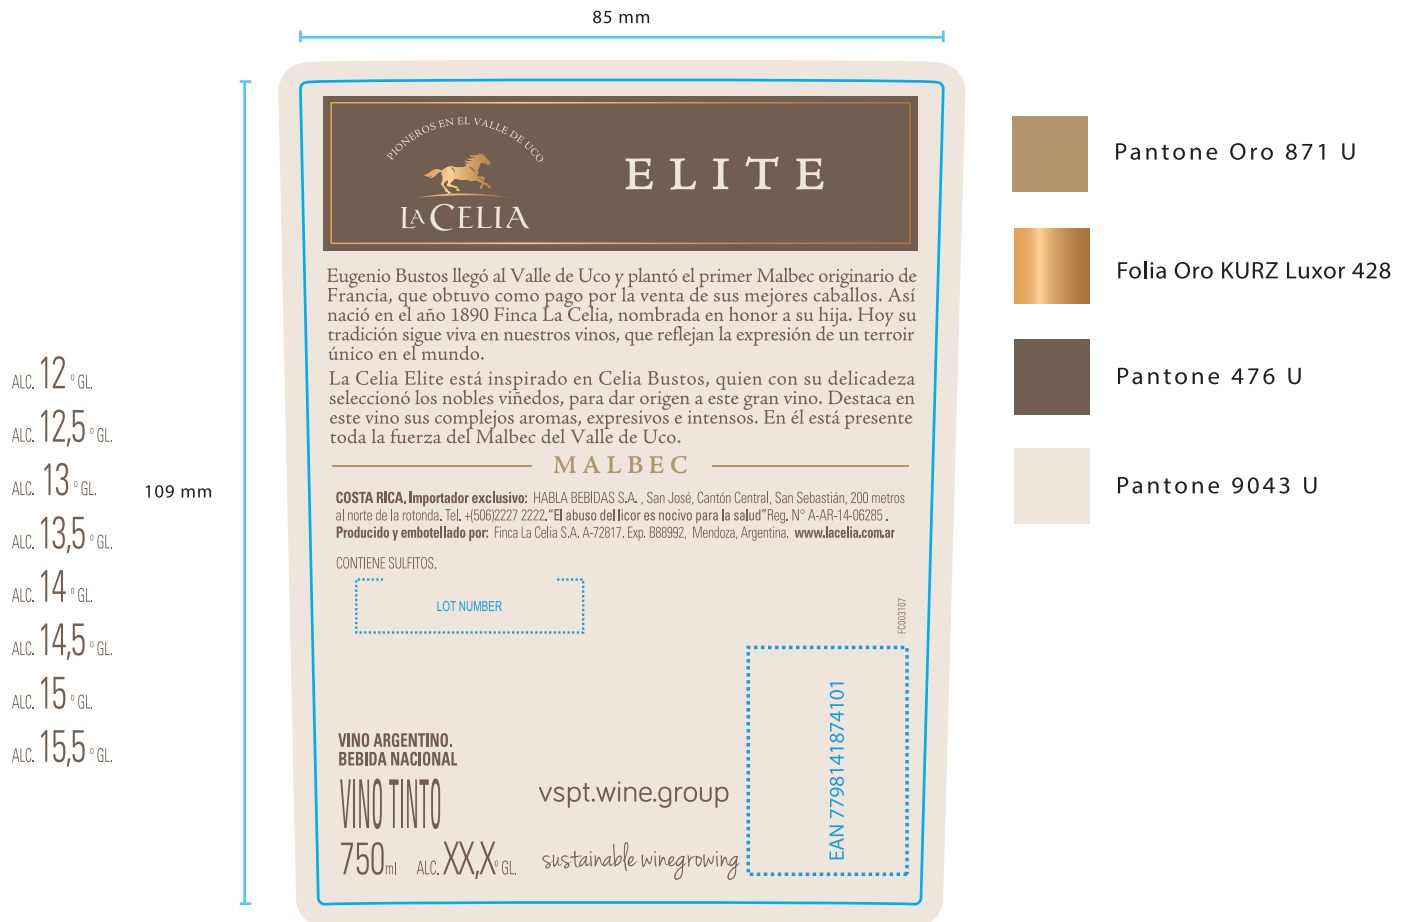 85 mm
PIONEROS EN EL VALLE DE UCO
LA CELIA
ELITE
Eugenio Bustos llegó al Valle de Uco y plantó el primer Malbec originario de
Francia, que obtuvo como pago por la venta de sus mejores caballos. Así
nació en el año 1890 Finca La Celia, nombrada en honor a su hija. Hoy su
tradición sigue viva en nuestros vinos, que reflejan la expresión de un terroir
único en el mundo.
La Celia Elite está inspirado en Celia Bustos, quien con su delicadeza
seleccionó los nobles viñedos, para dar origen a este gran vino. Destaca en
este vino sus complejos aromas, expresivos e intensos. En él está presente
toda la fuerza del Malbec del Valle de Uco.
MALBEC
COSTA RICA. Importador exclusivo: HABLA BEBIDAS S.A. , San José, Cantón Central, San Sebastián, 200 metros
al norte de la rotonda. Tel. +(506)2227 2222. “El abuso del licor es nocivo para la salud” Reg. N° A-AR-14-06285 .
Producido y embotellado por: Finca La Celia S.A. A-72817. Exp. B88992, Mendoza, Argentina. www.lacelia.com.ar
CONTIENE SULFITOS.
LOT NUMBER
FC003107
EAN 7798141874101
VINO ARGENTINO.
BEBIDA NACIONAL
VINO TINTO
750 ml ALC. XX,X° GL.
vspt.wine.group
sustainable winegrowing
109 mm
ALC. 12 ° GL.
ALC. 12,5 ° GL.
ALC. 13 ° GL.
ALC. 13,5 ° GL.
ALC. 14 ° GL.
ALC. 14,5 ° GL.
ALC. 15 ° GL.
ALC. 15,5 ° GL.
Pantone Oro 871 U
Folia Oro KURZ Luxor 428
Pantone 476 U
Pantone 9043 U